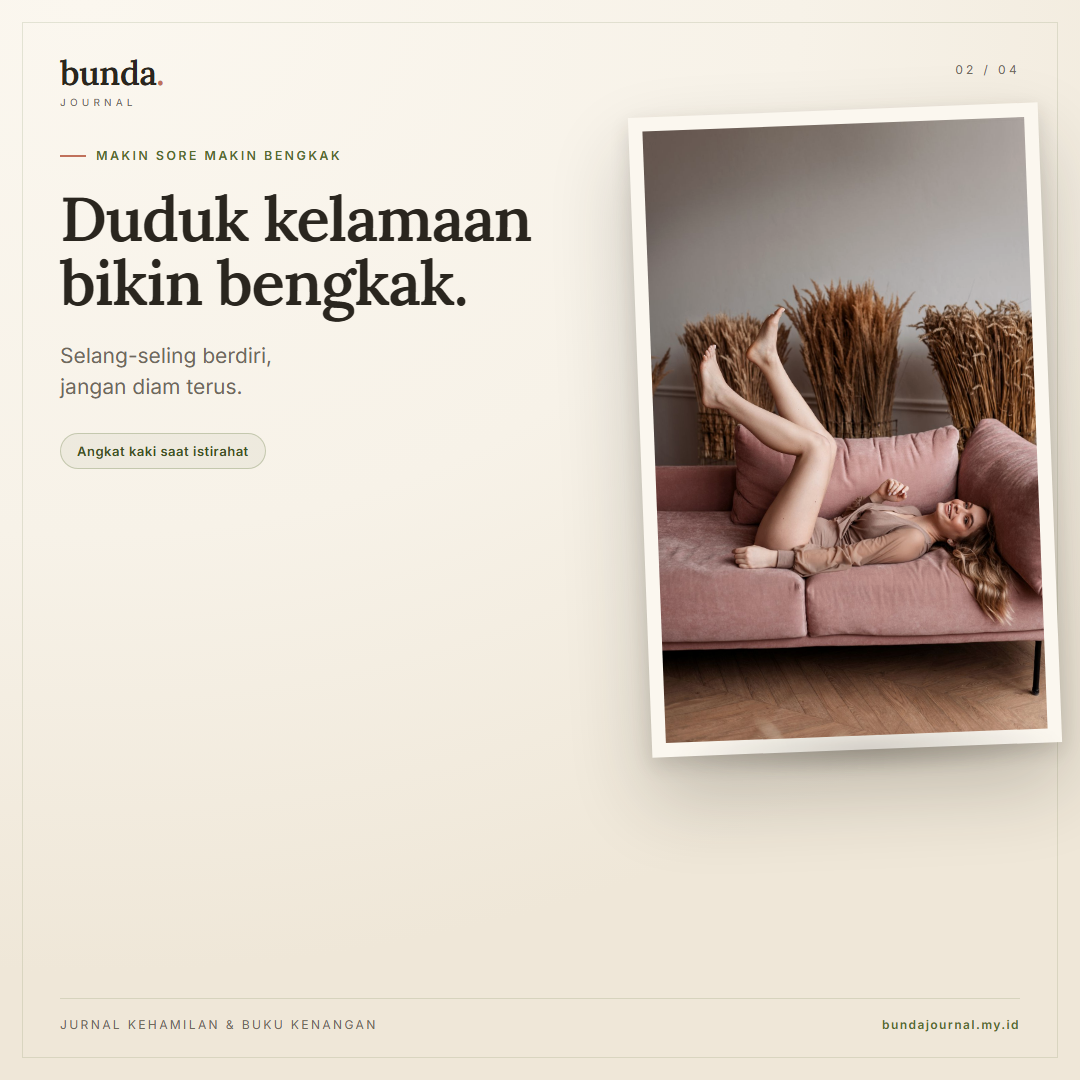 bunda.
JOURNAL
02 / 04
MAKIN SORE MAKIN BENGKAK
Duduk kelamaan
bikin bengkak.
Selang-seling berdiri,
jangan diam terus.
Angkat kaki saat istirahat
JURNAL KEHAMILAN & BUKU KENANGAN
bundajournal.my.id